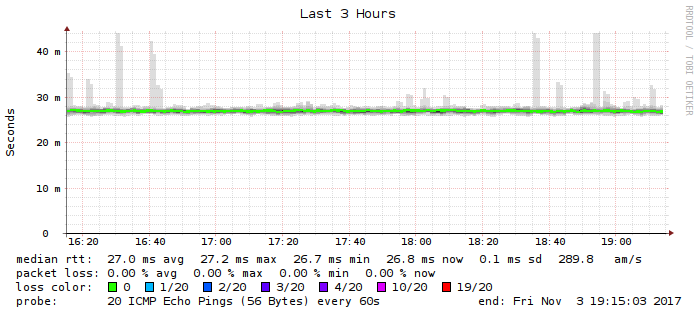 Last 3 Hours
RRDTOOL / TOBI OETIKER
Seconds
40 m
30 m
20 m
10 m
0
16:20 16:40 17:00 17:20 17:40 18:00 18:20 18:40 19:00
median rtt: 27.0 ms avg 27.2 ms max 26.7 ms min 26.8 ms now 0.1 ms sd 289.8 am/s
packet loss: 0.00 % avg 0.00 % max 0.00 % min 0.00 % now
loss color: 0 1/20 2/20 3/20 4/20 10/20 19/20
probe: 20 ICMP Echo Pings (56 Bytes) every 60s end: Fri Nov 3 19:15:03 2017